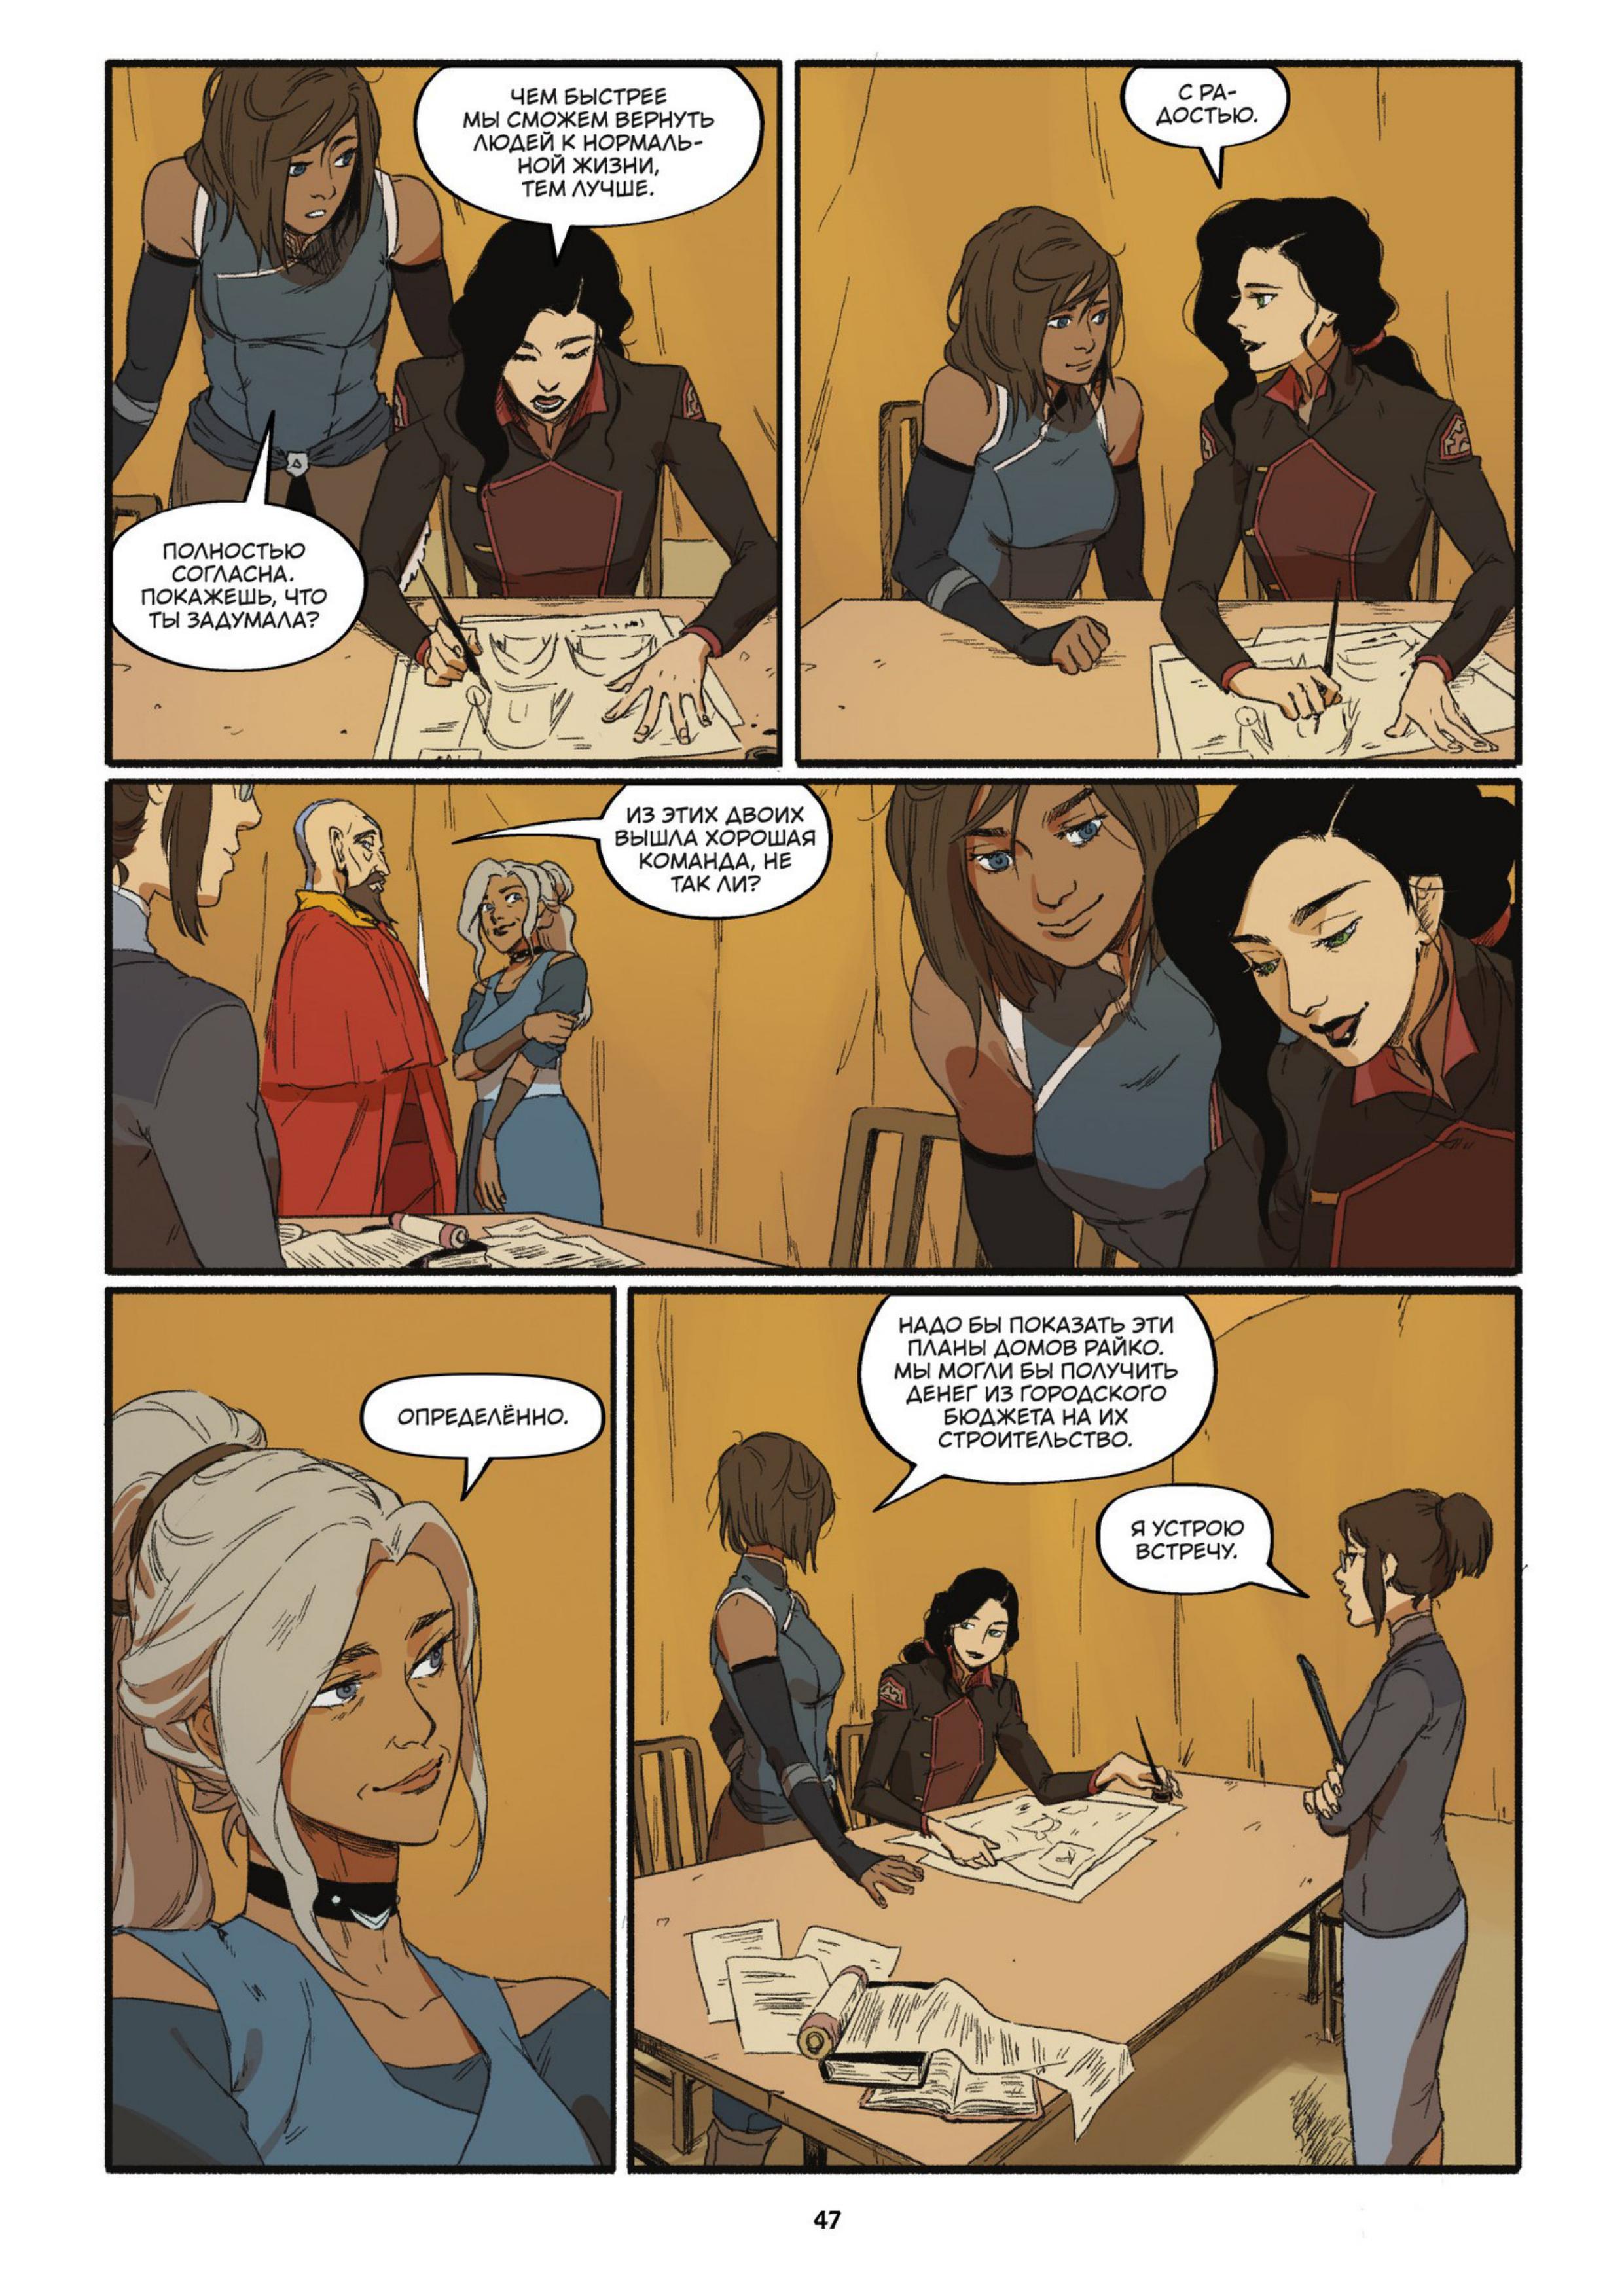 ЧЕМ БЫСТРЕЕ
МЫ СМОЖЕМ ВЕРНУТЬ
ЛЮДЕЙ К НОРМАЛЬ-
НОЙ ЖИЗНИ,
ТЕМ ЛУЧШЕ.
ПОЛНОСТЬЮ
СОГЛАСНА.
ПОКАЖЕШЬ, ЧТО
ТЫ ЗАДУМАЛА?
С РА-
ДОСТЬЮ.
ИЗ ЭТИХ ДВОИХ
ВЫШЛА ХОРОШАЯ
КОМАНДА, НЕ
ТАК ЛИ?
ОПРЕДЕЛЁННО.
НАДО БЫ ПОКАЗАТЬ ЭТИ
ПЛАНЫ ДОМОВ РАЙКО.
МЫ МОГЛИ БЫ ПОЛУЧИТЬ
ДЕНЕГ ИЗ ГОРОДСКОГО
БЮДЖЕТА НА ИХ
СТРОИТЕЛЬСТВО.
Я УСТРОЮ
ВСТРЕЧУ.
47